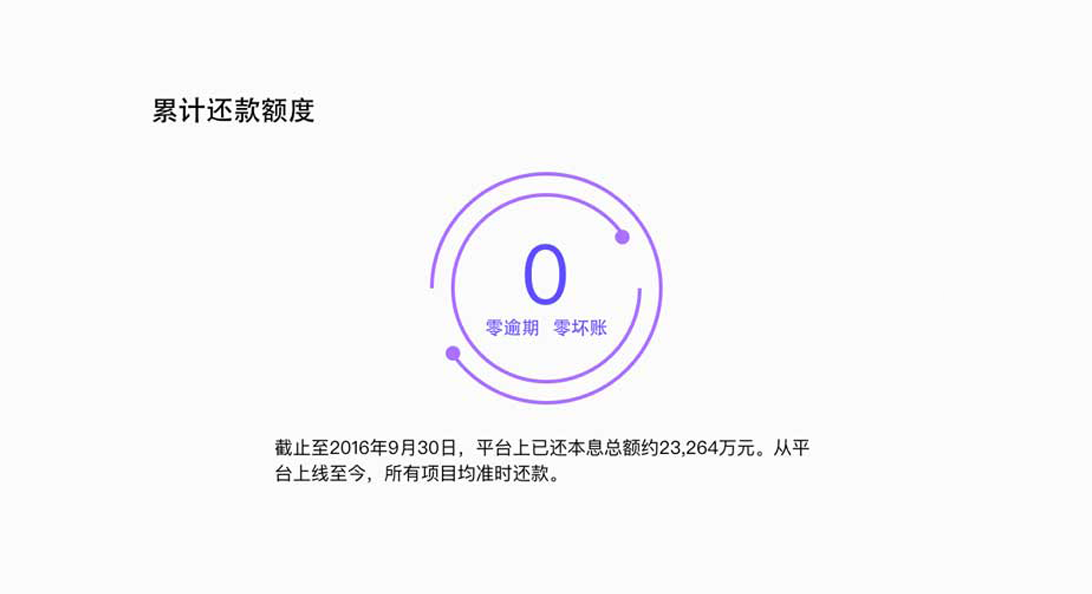 累计还款额度
0
零逾期 零坏账
截止至2016年9月30日，平台上已还本息总额约23,264万元。从平
台上线至今，所有项目均准时还款。